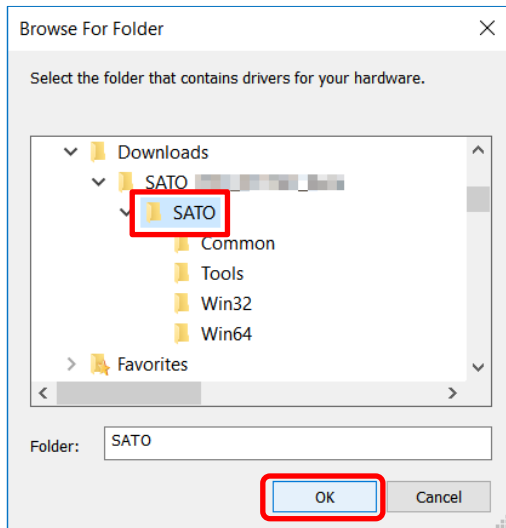 Browse For Folder
Select the folder that contains drivers for your hardware.
Downloads
SATO
SATO
Common
Tools
Win32
Win64
Favorites
Folder: SATO
OK Cancel